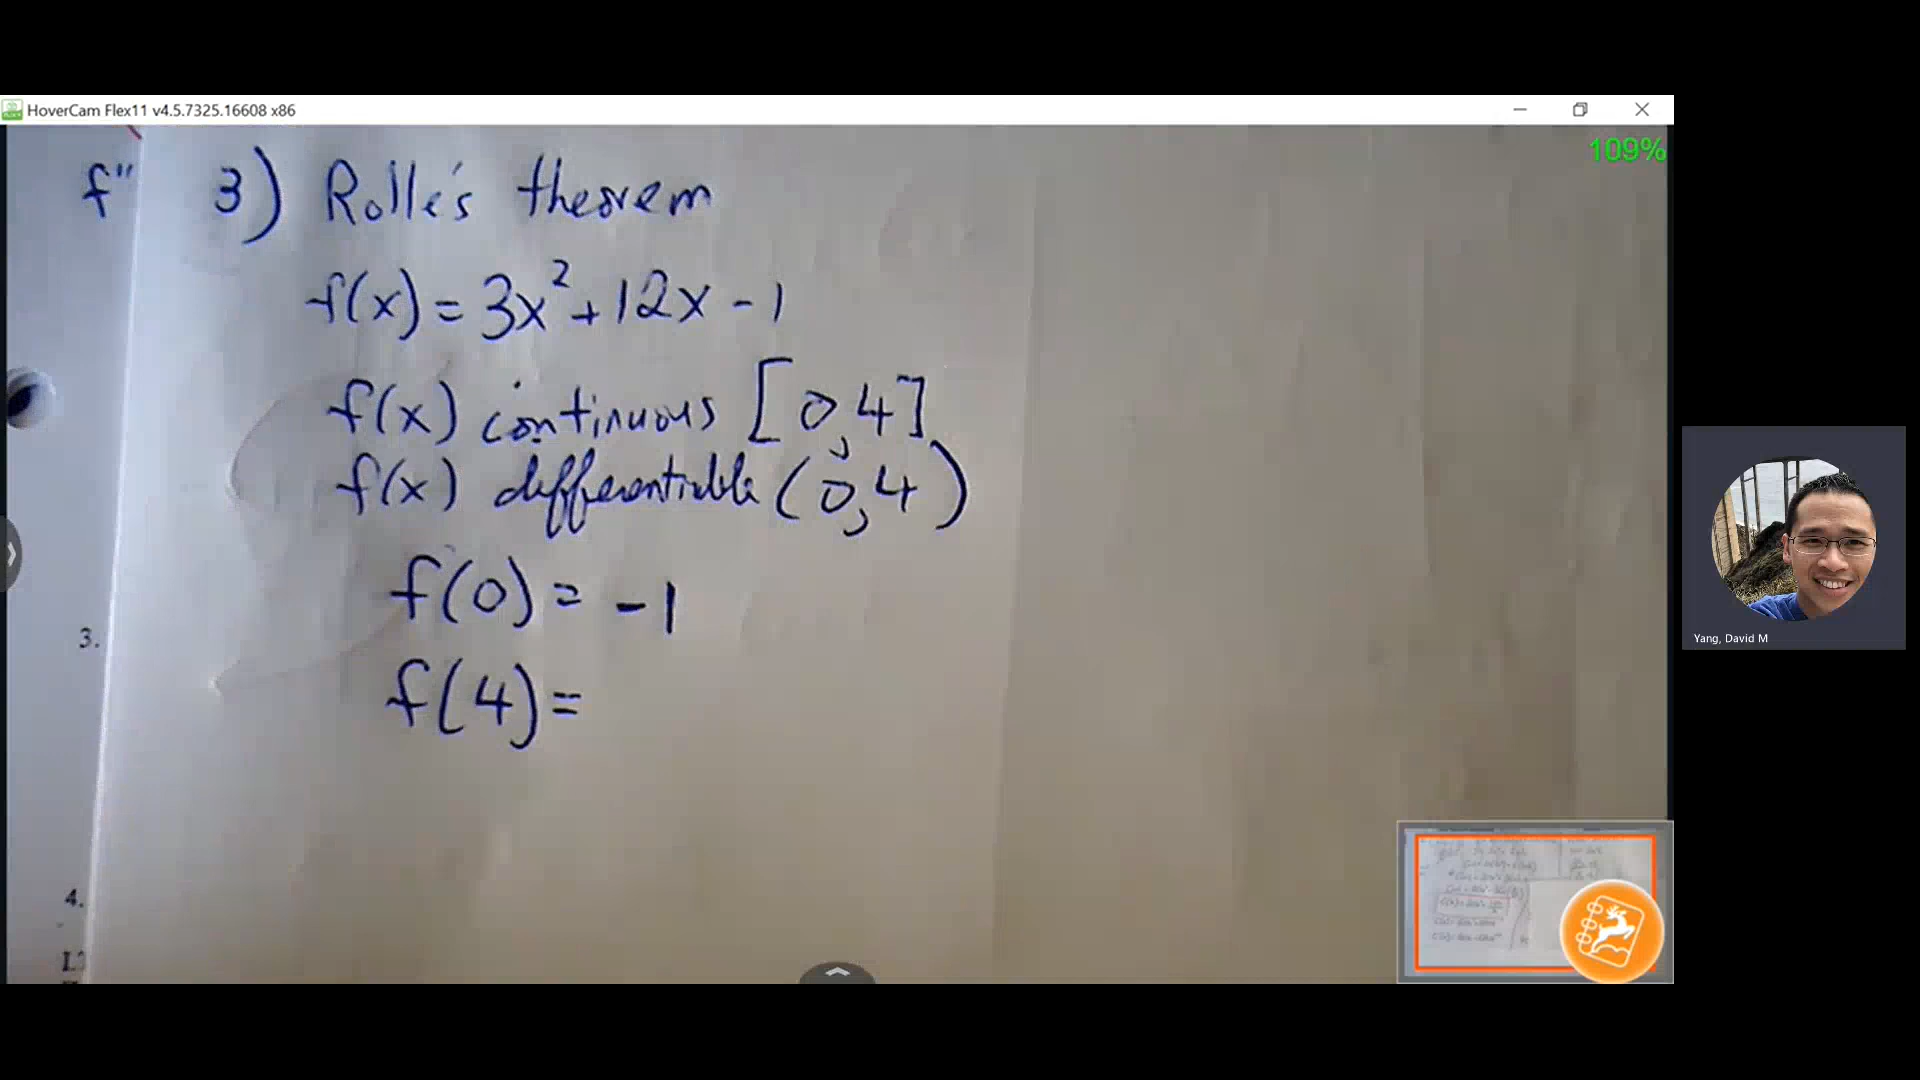 HoverCam Flex11 v4.5.7325.16608 x86
109%
f" 3) Rolle's theorem
f(x) = 3x² + 12x - 1
f(x) continuous [0,4]
f(x) differentiable (0,4)
f(0) = -1
3.
f(4) =
4.
Yang, David M